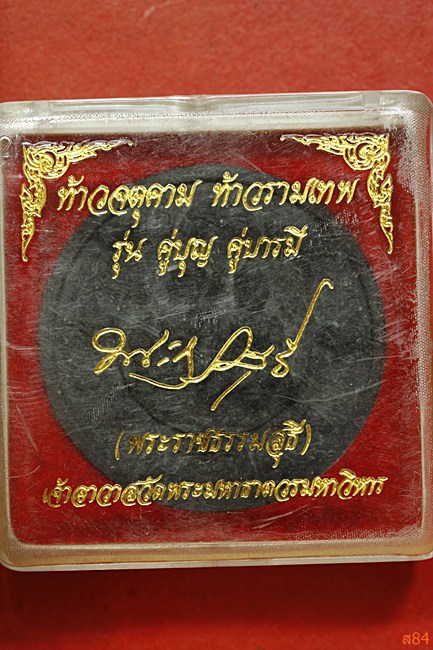 ท้าวจตุคาม ท้าวรามเทพ
รุ่น คู่บุญ คู่บารมี
(พระราชธรรมสุธี)
เจ้าอาวาสวัดพระมหาธาตุวรมหาวิหาร
ส84